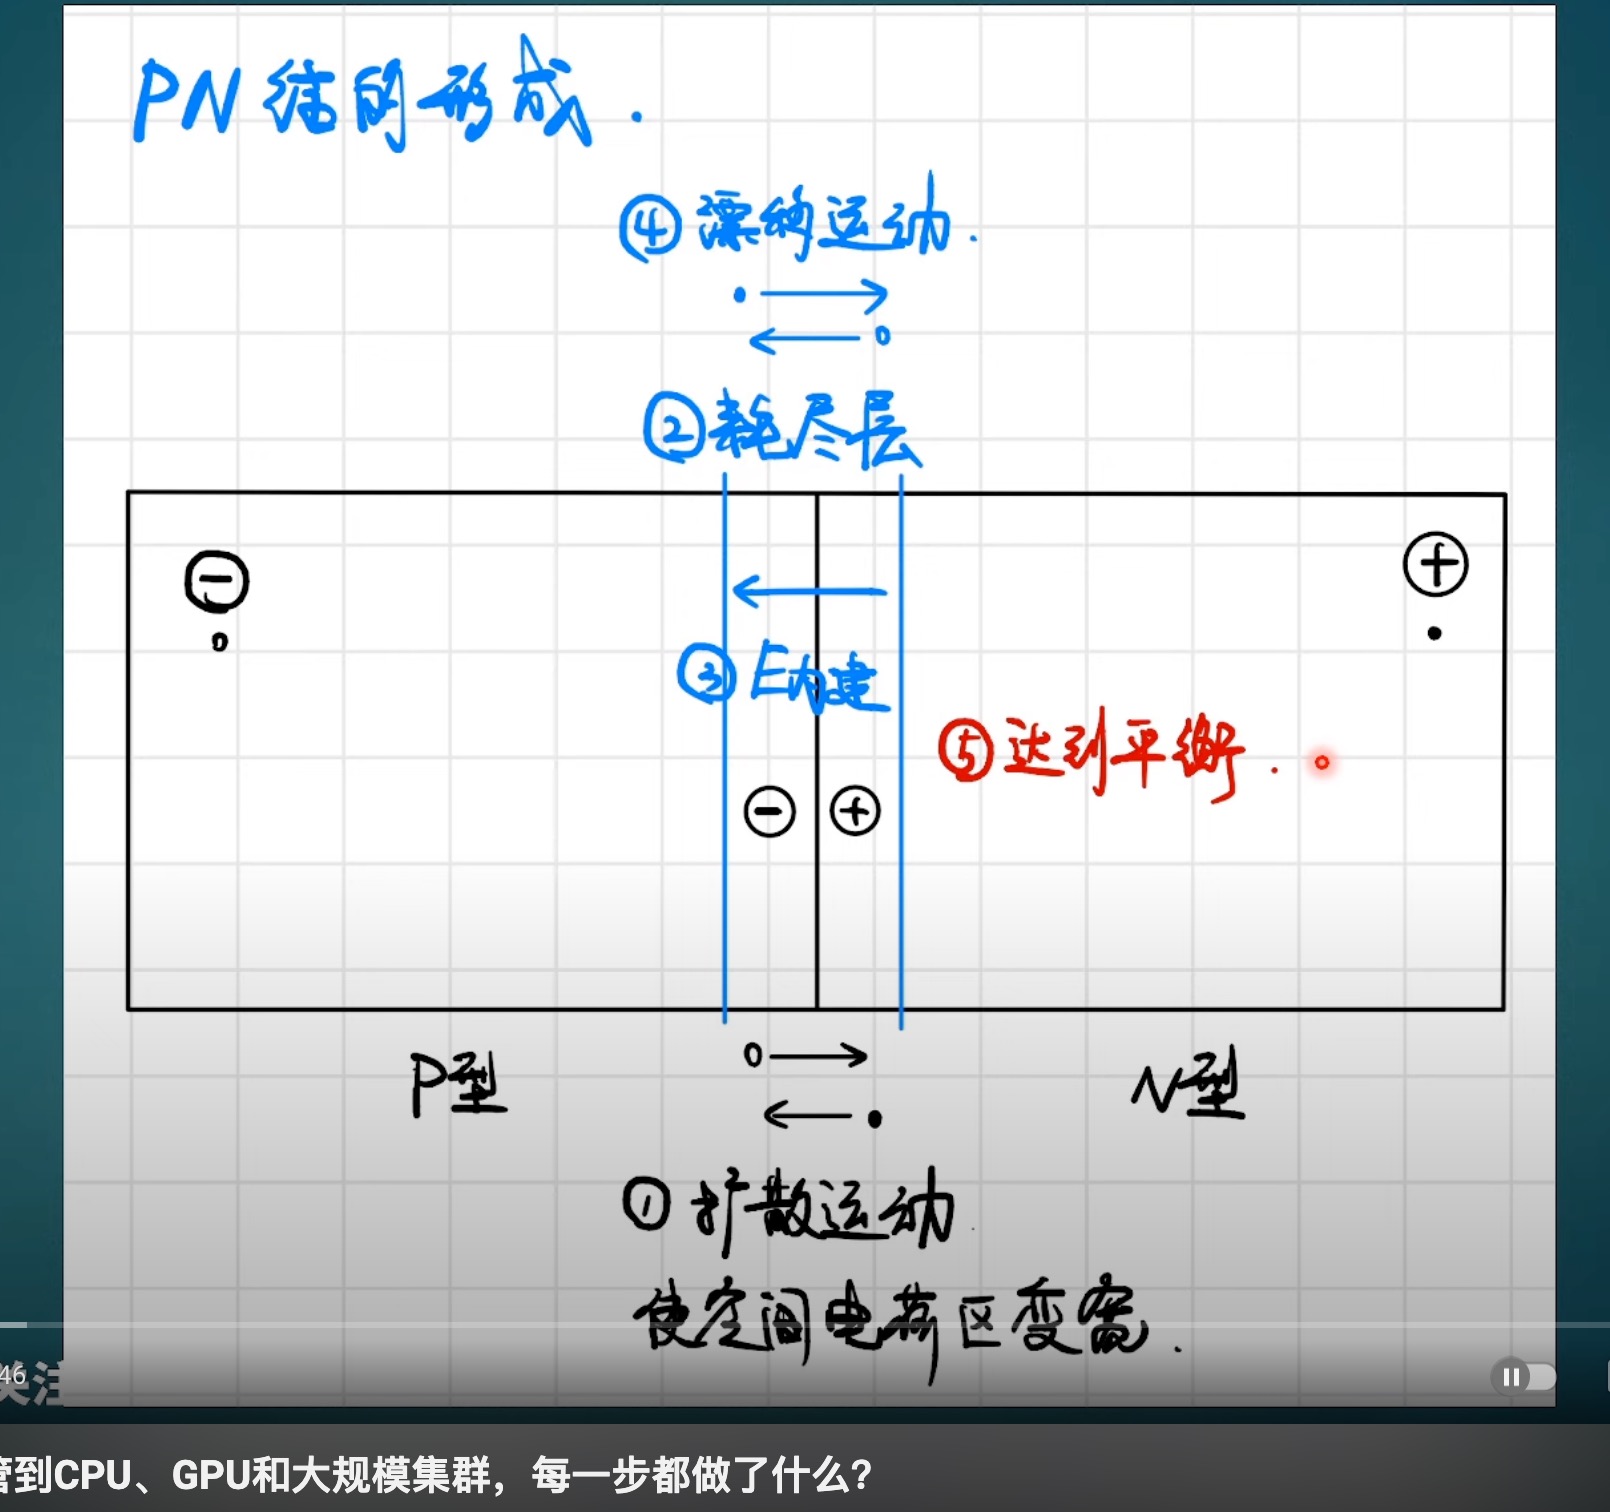 PN结的形成.
④漂移运动.
②耗尽层
③E内建
⑤达到平衡.
P型
N型
①扩散运动
使空间电荷区变宽.
46
关注
管到CPU、GPU和大规模集群，每一步都做了什么？